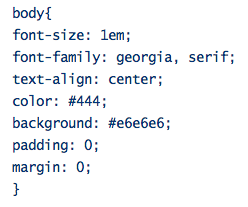 body{
font-size: 1em;
font-family: georgia, serif;
text-align: center;
color: #444;
background: #e6e6e6;
padding: 0;
margin: 0;
}